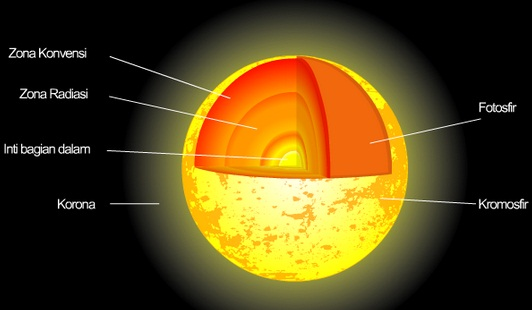 Zona Konvensi
Zona Radiasi
Inti bagian dalam
Korona
Fotosfir
Kromosfir